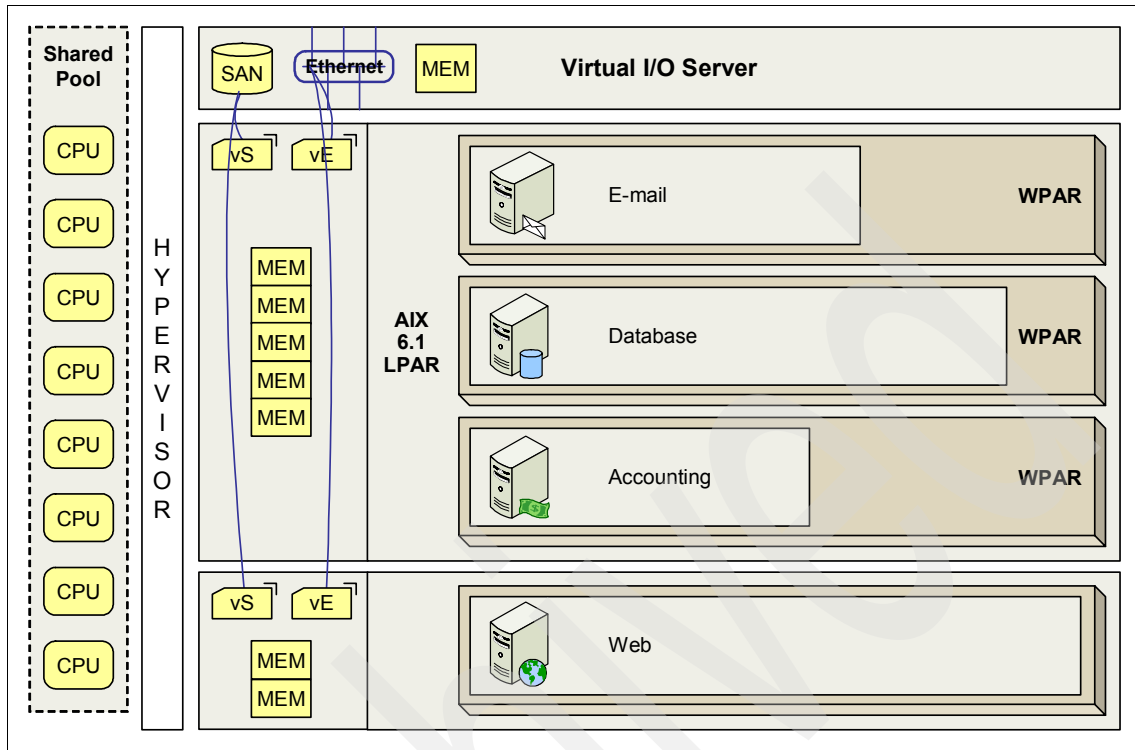 Shared
Pool
CPU
CPU
CPU
CPU
CPU
CPU
CPU
CPU
H
Y
P
E
R
V
I
S
O
R
SAN
Ethernet
MEM
Virtual I/O Server
vS
vE
MEM
MEM
MEM
MEM
MEM
AIX
6.1
LPAR
E-mail
WPAR
Database
WPAR
Accounting
WPAR
vS
vE
MEM
MEM
Web